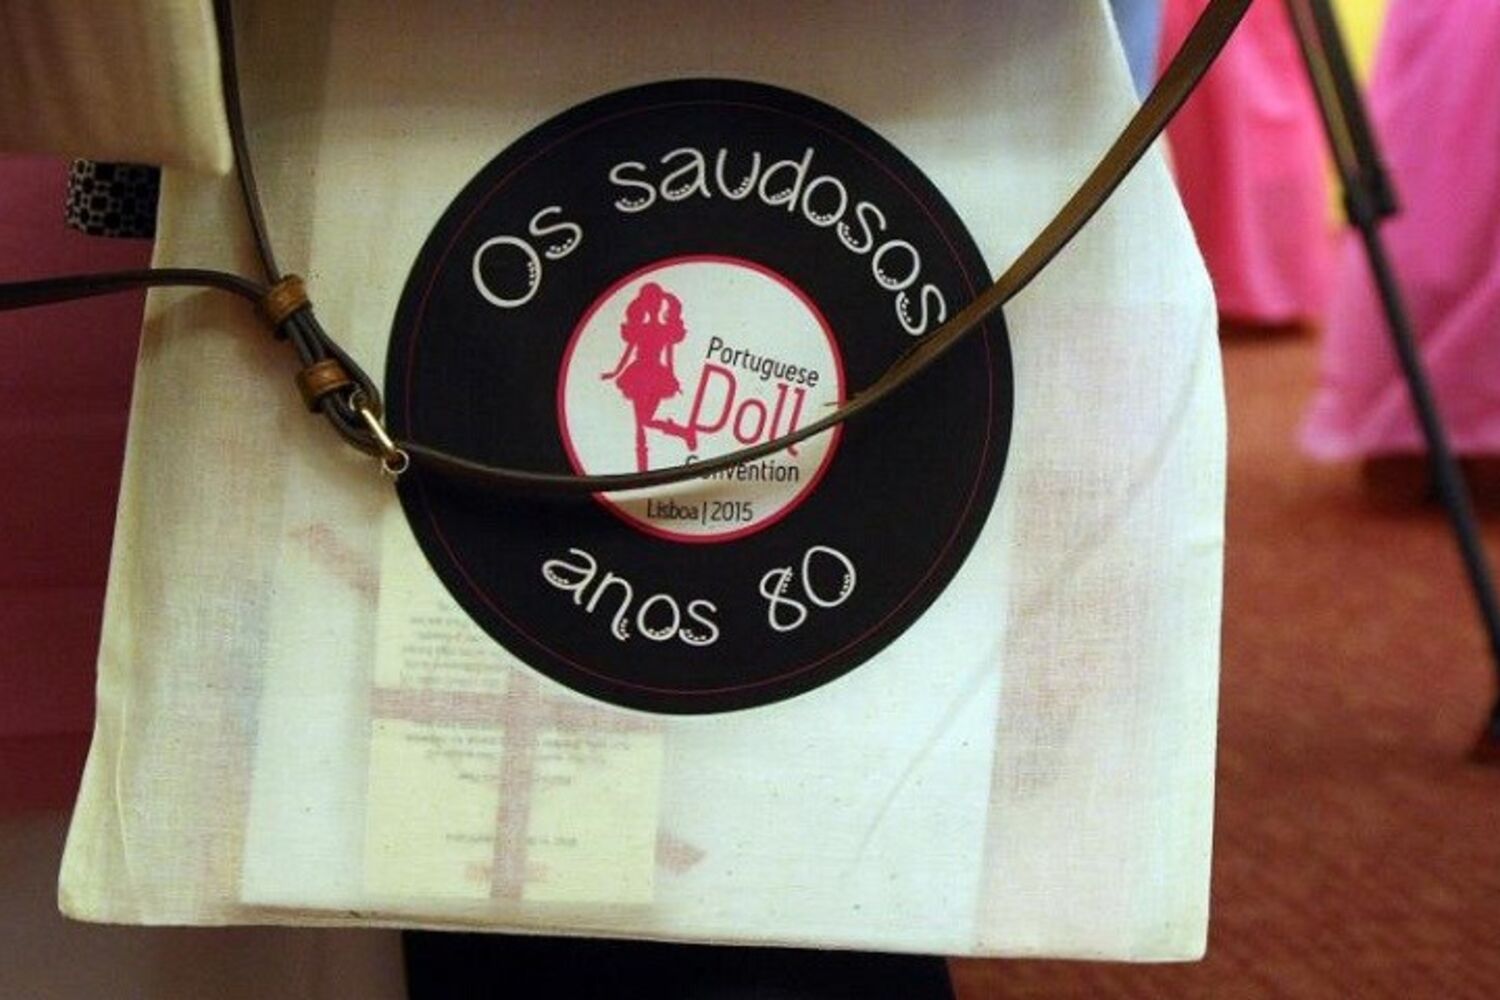 Os saudosos
Portuguese
Doll
Convention
Lisboa | 2015
anos 80